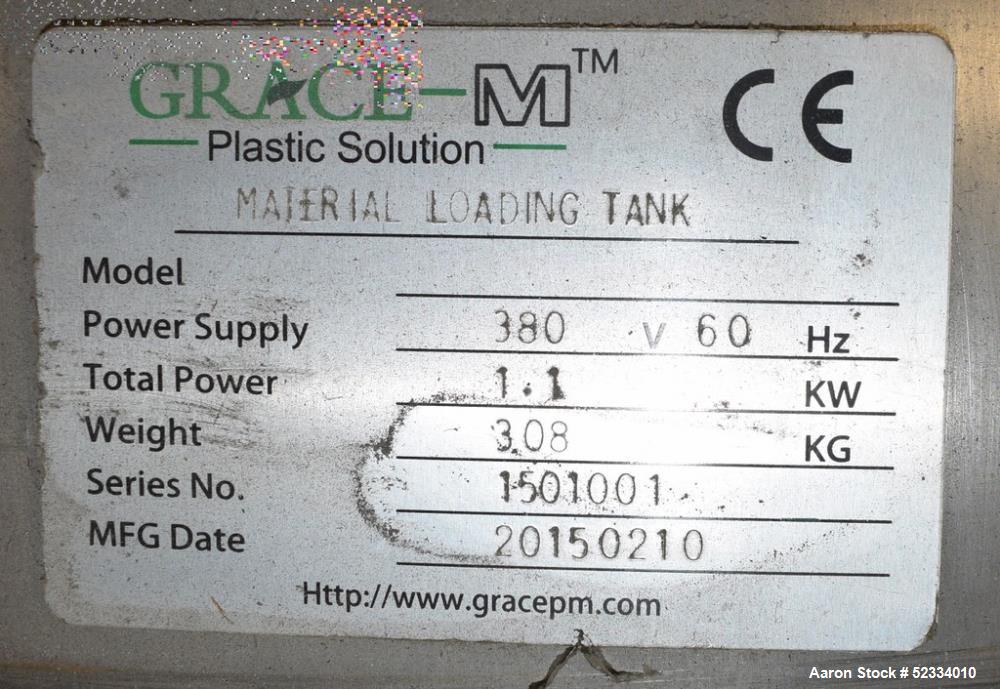 GRACE-M™ CE
Plastic Solution
MATERIAL LOADING TANK
Model
Power Supply 380 V 60 Hz
Total Power 1.1 KW
Weight 308 KG
Series No. 1501001
MFG Date 20150210
Http://www.gracepm.com
Aaron Stock # 52334010